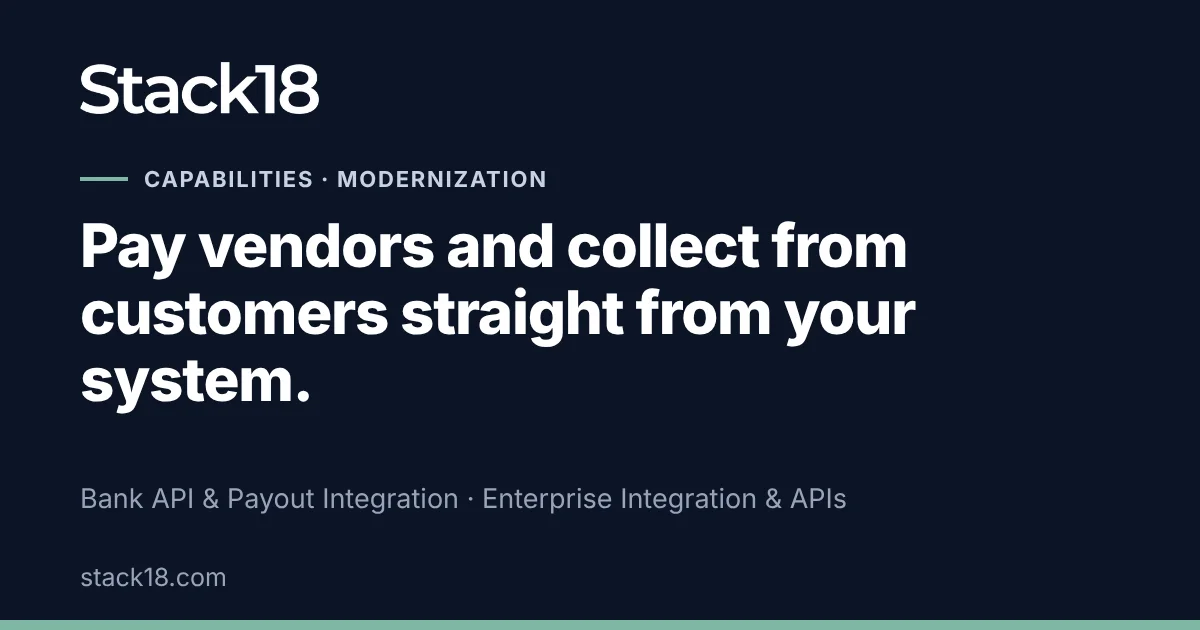 Stack18
CAPABILITIES · MODERNIZATION
Pay vendors and collect from
customers straight from your
system.
Bank API & Payout Integration · Enterprise Integration & APIs
stack18.com